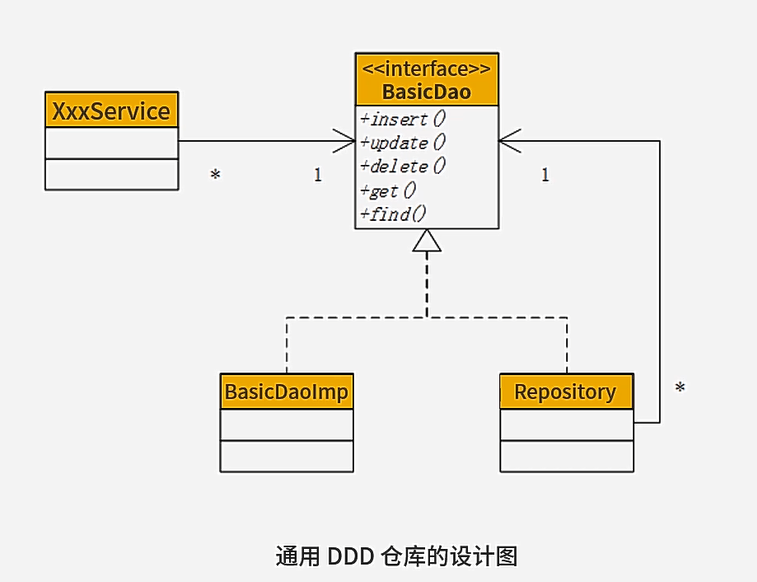 <<interface>>
BasicDao
XxxService
+insert()
+update()
+delete()
+get()
+find()
* 1 1
BasicDaoImp
Repository
*
通用 DDD 仓库的设计图